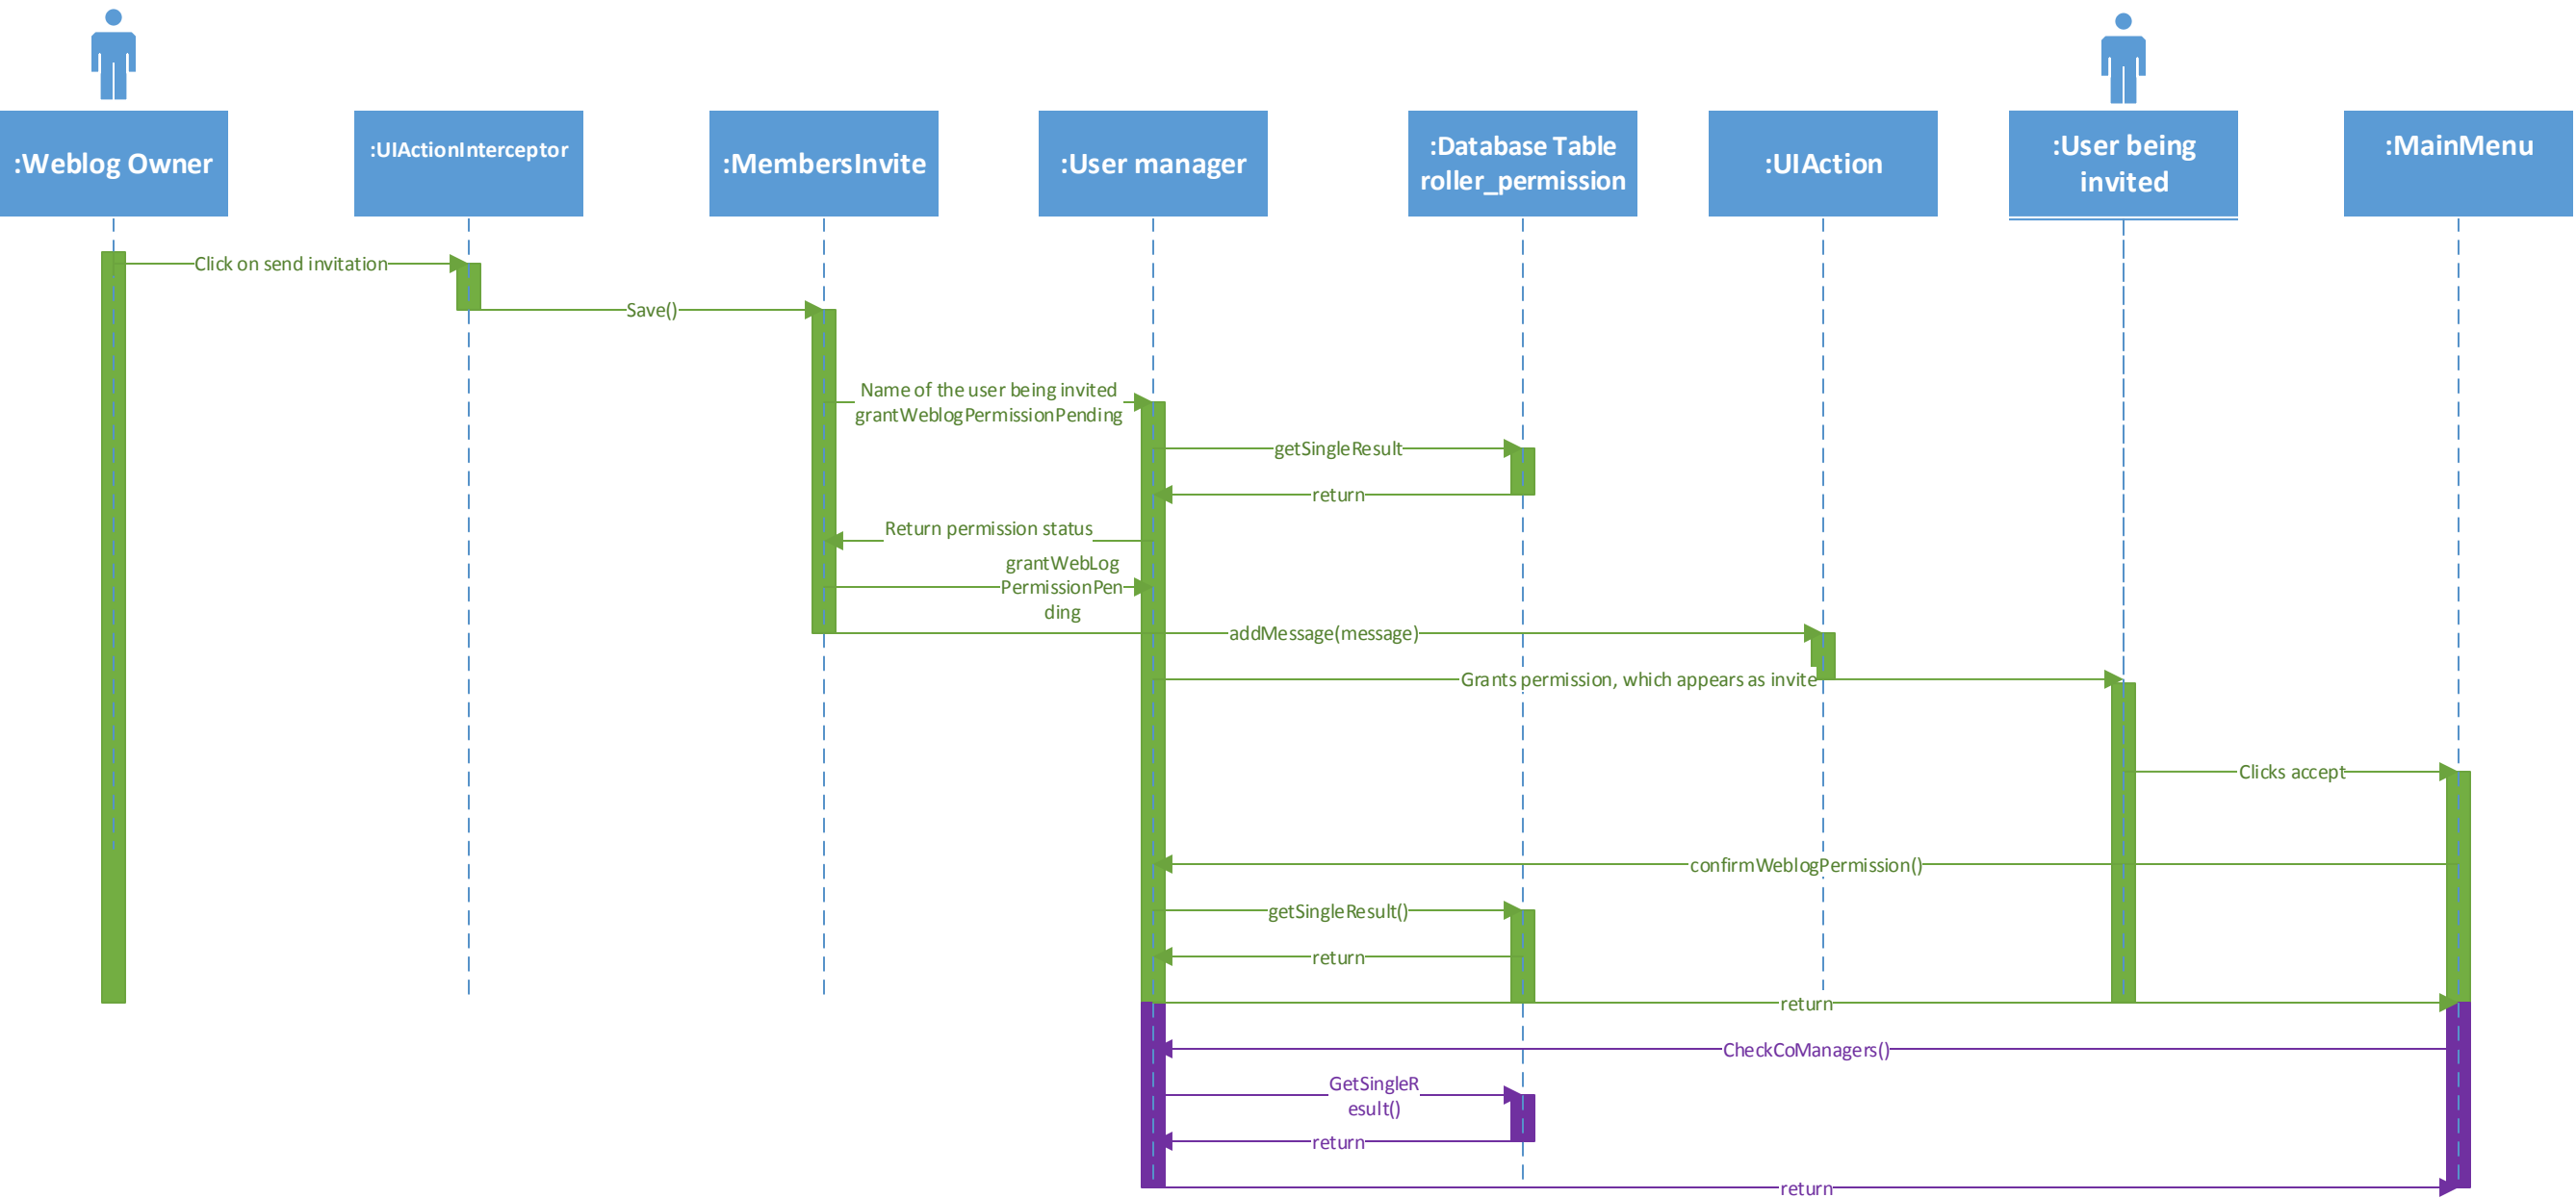 :Weblog Owner
:UIActionInterceptor
:MembersInvite
:User manager
:Database Table
roller_permission
:UIAction
:User being
invited
:MainMenu
Click on send invitation
Save()
Name of the user being invited
grantWeblogPermissionPending
getSingleResult
return
Return permission status
grantWebLog
PermissionPen
ding
addMessage(message)
Grants permission, which appears as invite
Clicks accept
confirmWeblogPermission()
getSingleResult()
return
return
CheckCoManagers()
GetSingleR
esult()
return
return